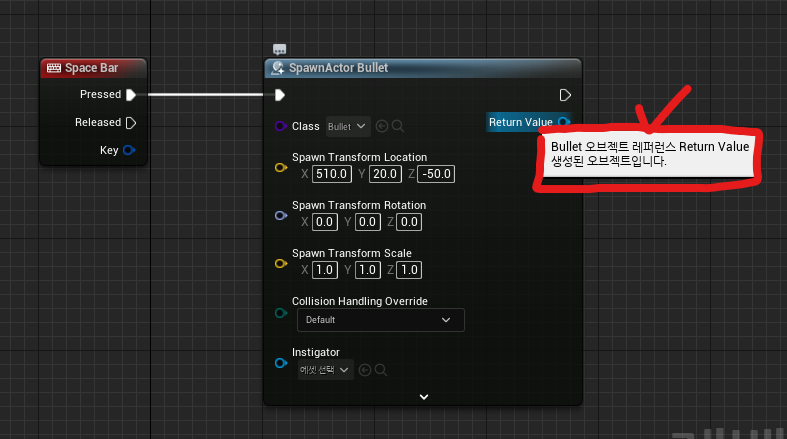 Space Bar
Pressed
Released
Key
SpawnActor Bullet
Return Value
Class Bullet
Spawn Transform Location
X 510.0 Y 20.0 Z -50.0
Spawn Transform Rotation
X 0.0 Y 0.0 Z 0.0
Spawn Transform Scale
X 1.0 Y 1.0 Z 1.0
Collision Handling Override
Default
Instigator
에셋 선택
Bullet 오브젝트 레퍼런스 Return Value
생성된 오브젝트입니다.